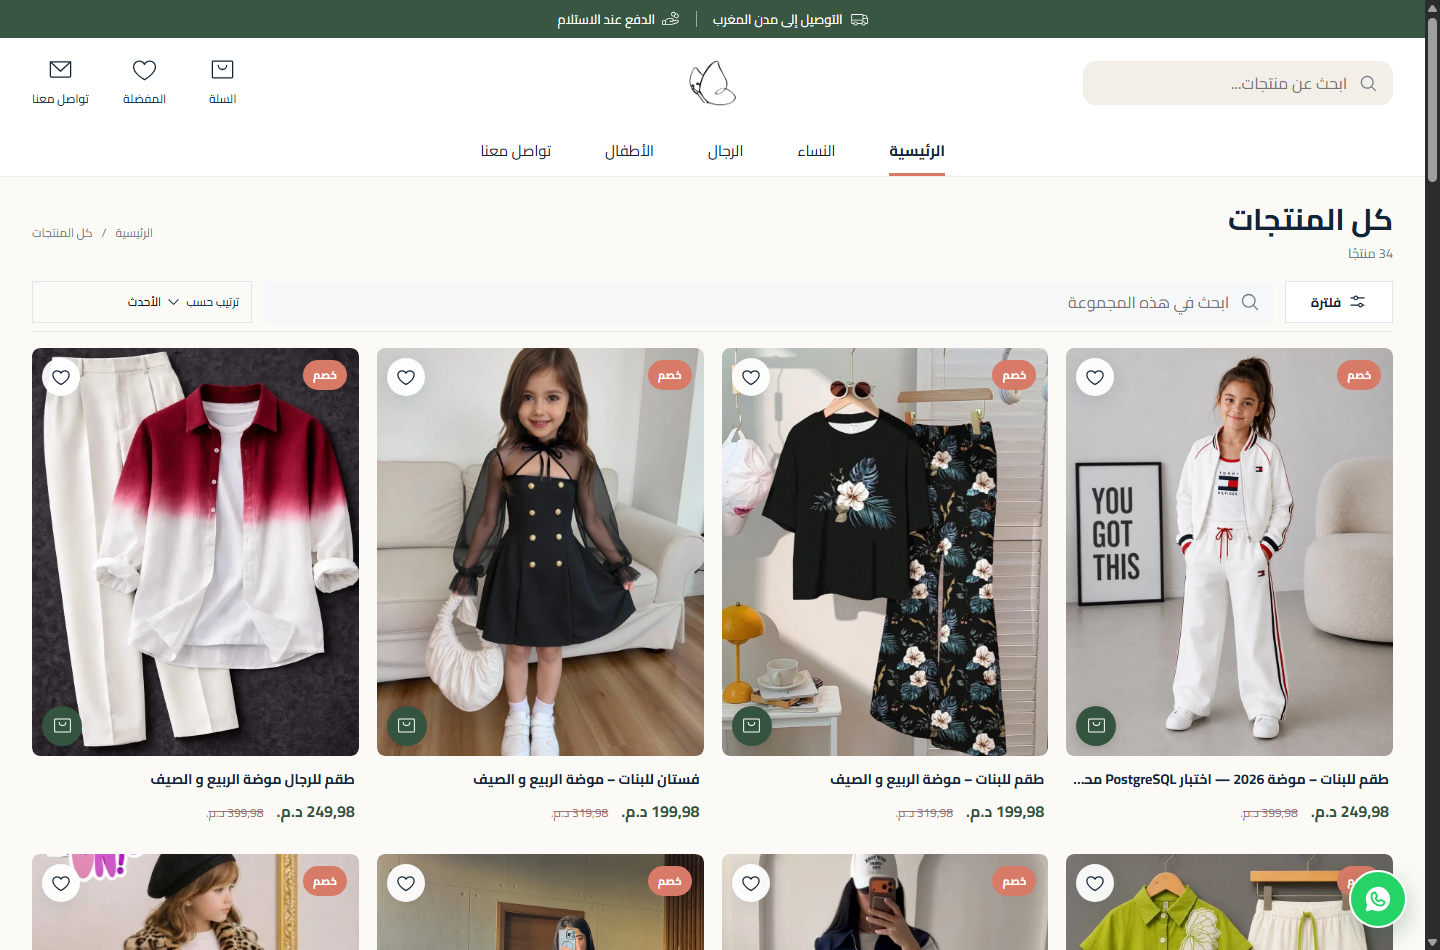 التوصيل إلى مدن المغرب
الدفع عند الاستلام
ابحث عن منتجات...
السلة
المفضلة
تواصل معنا
الرئيسية
النساء
الرجال
الأطفال
تواصل معنا
كل المنتجات
34 منتجًا
الرئيسية / كل المنتجات
فلترة
ابحث في هذه المجموعة
ترتيب حسب الأحدث
خصم
YOU
GOT
THIS
TOMMY
HILFIGER
خصم
خصم
خصم
طقم للبنات – موضة 2026 — اختبار PostgreSQL مح...
249,98 د.م. 399,98 د.م.
طقم للبنات – موضة الربيع و الصيف
199,98 د.م. 319,98 د.م.
فستان للبنات – موضة الربيع و الصيف
199,98 د.م. 319,98 د.م.
طقم للرجال موضة الربيع و الصيف
249,98 د.م. 399,98 د.م.
خصم
خصم
خصم